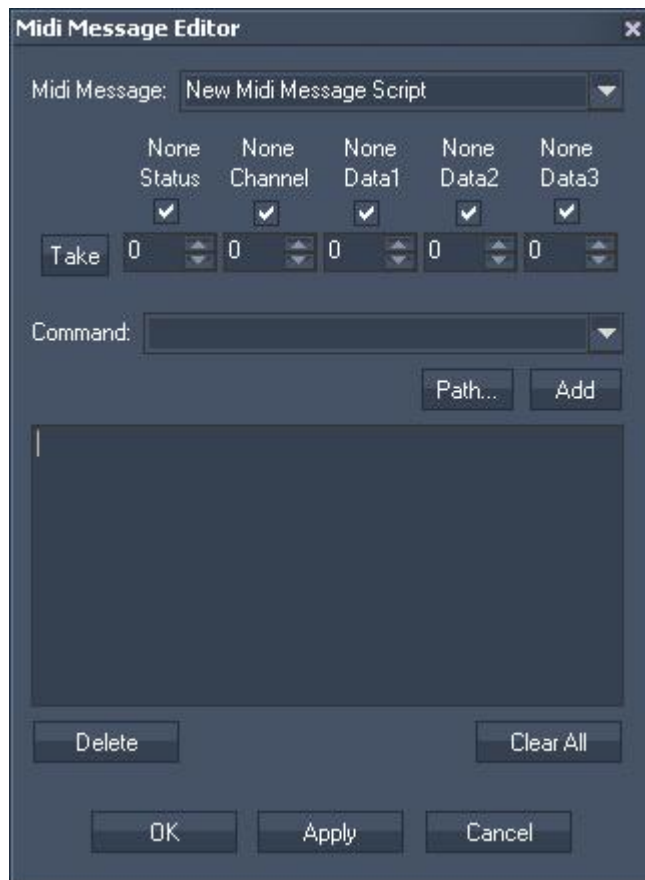 Midi Message Editor
Midi Message: New Midi Message Script
None None None None None
Status Channel Data1 Data2 Data3
Take 0 0 0 0 0
Command:
Path... Add
Delete Clear All
OK Apply Cancel